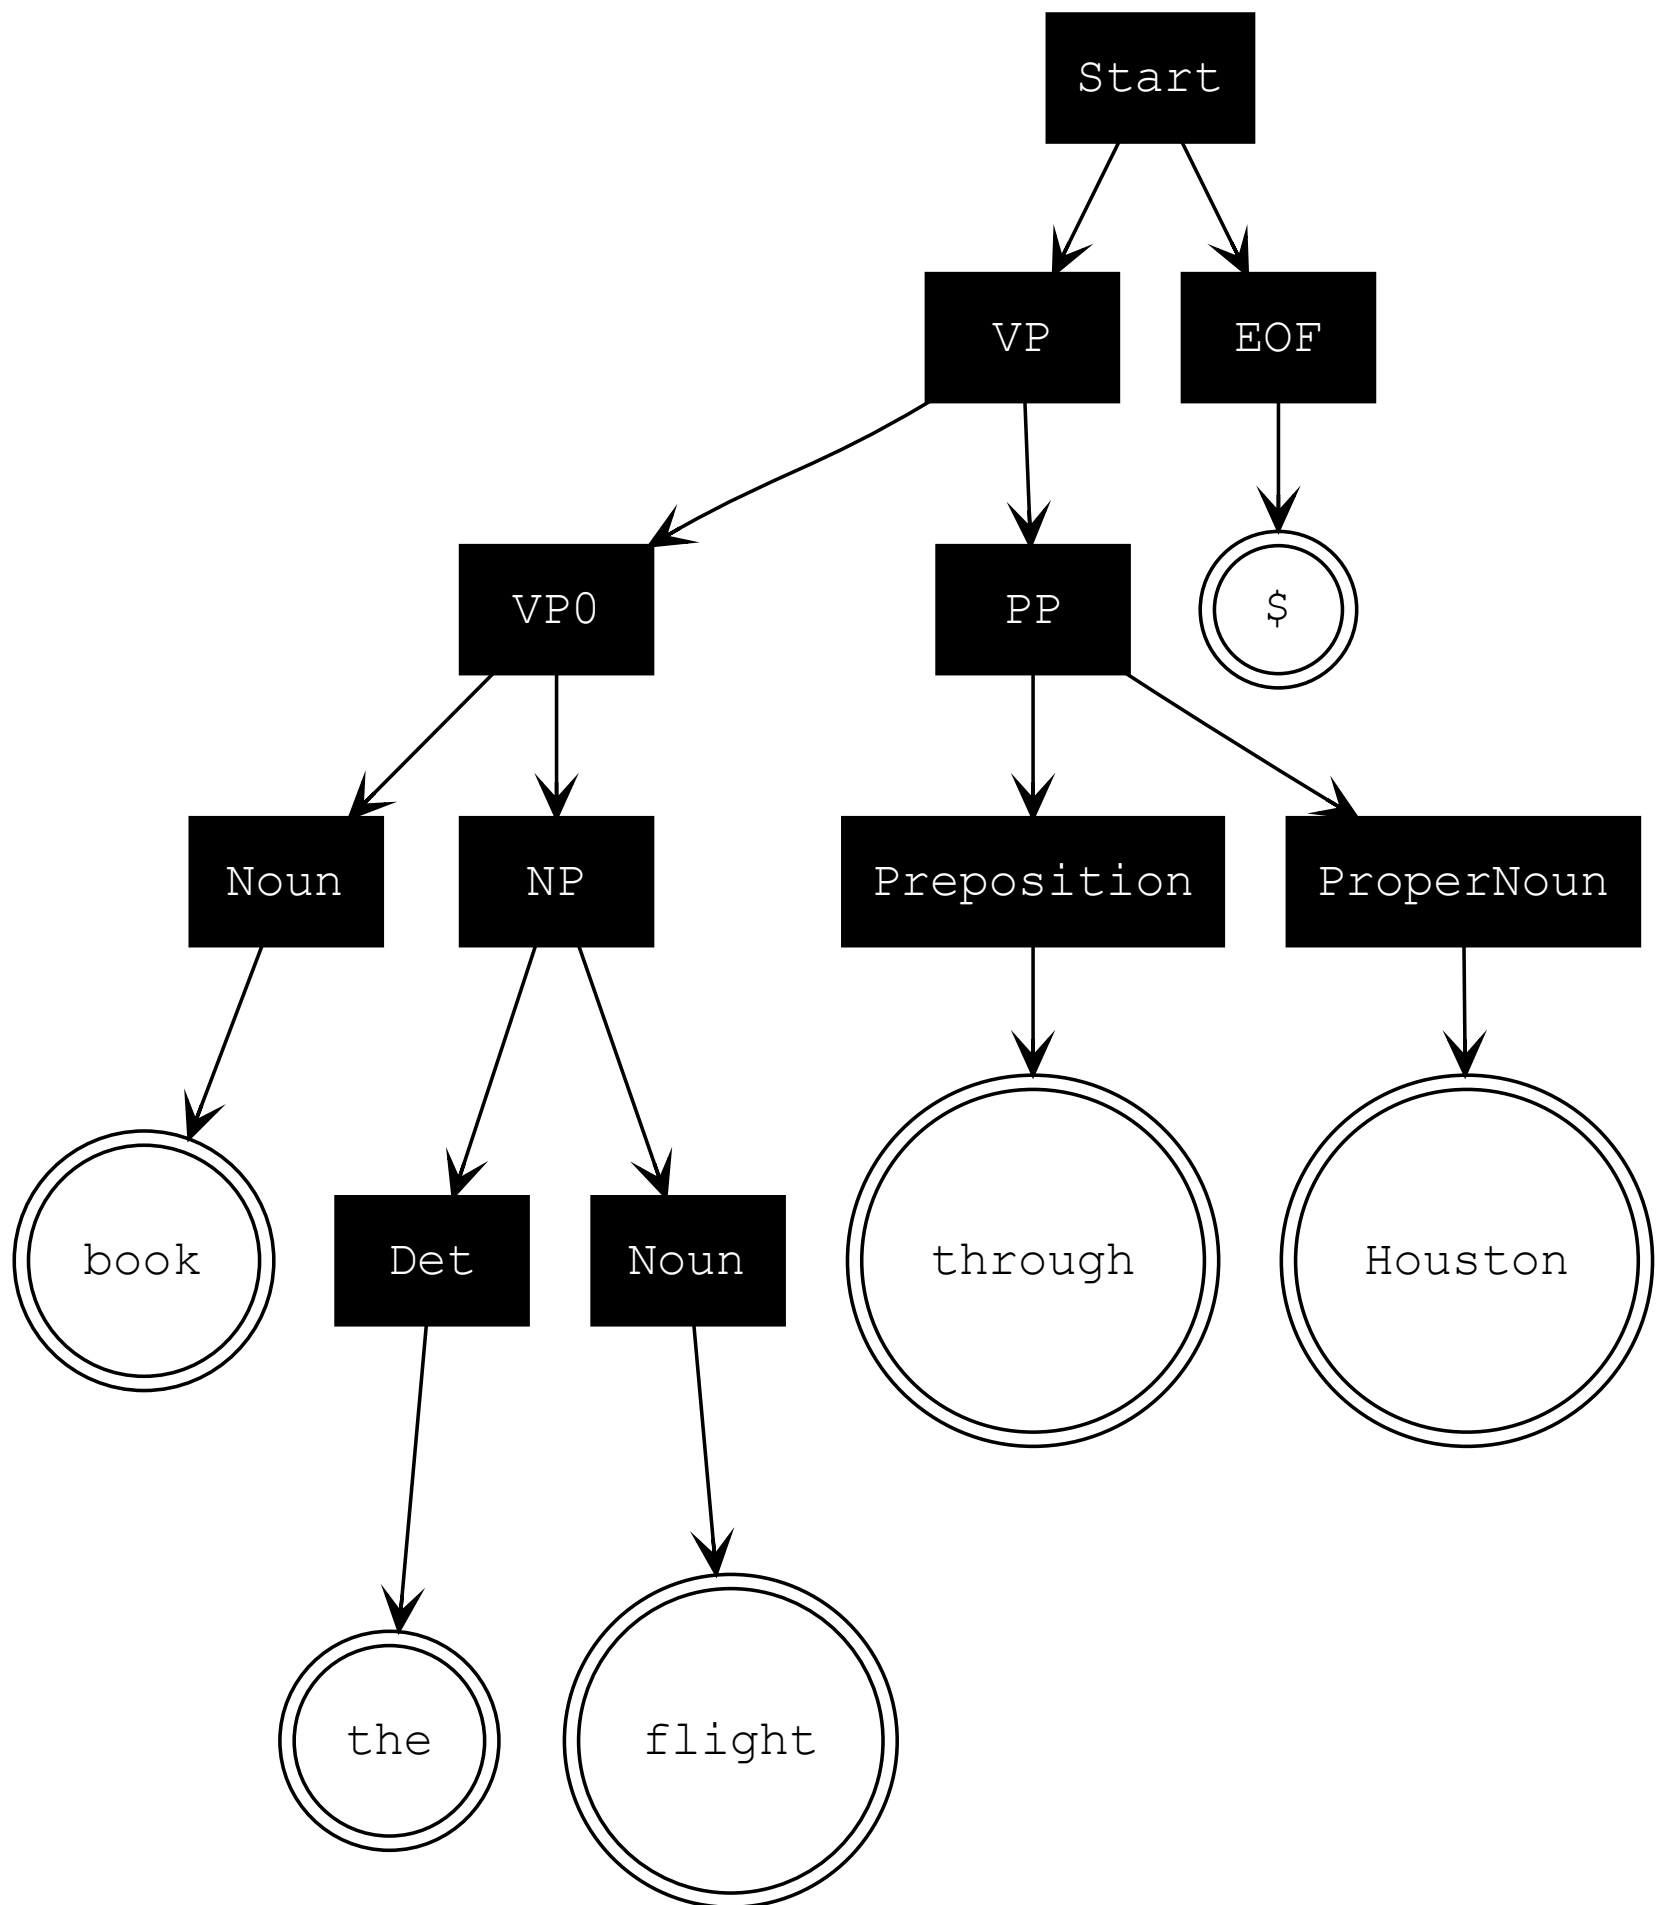 Start
VP
EOF
VP0
PP
$
Noun
NP
Preposition
ProperNoun
book
Det
Noun
through
Houston
the
flight